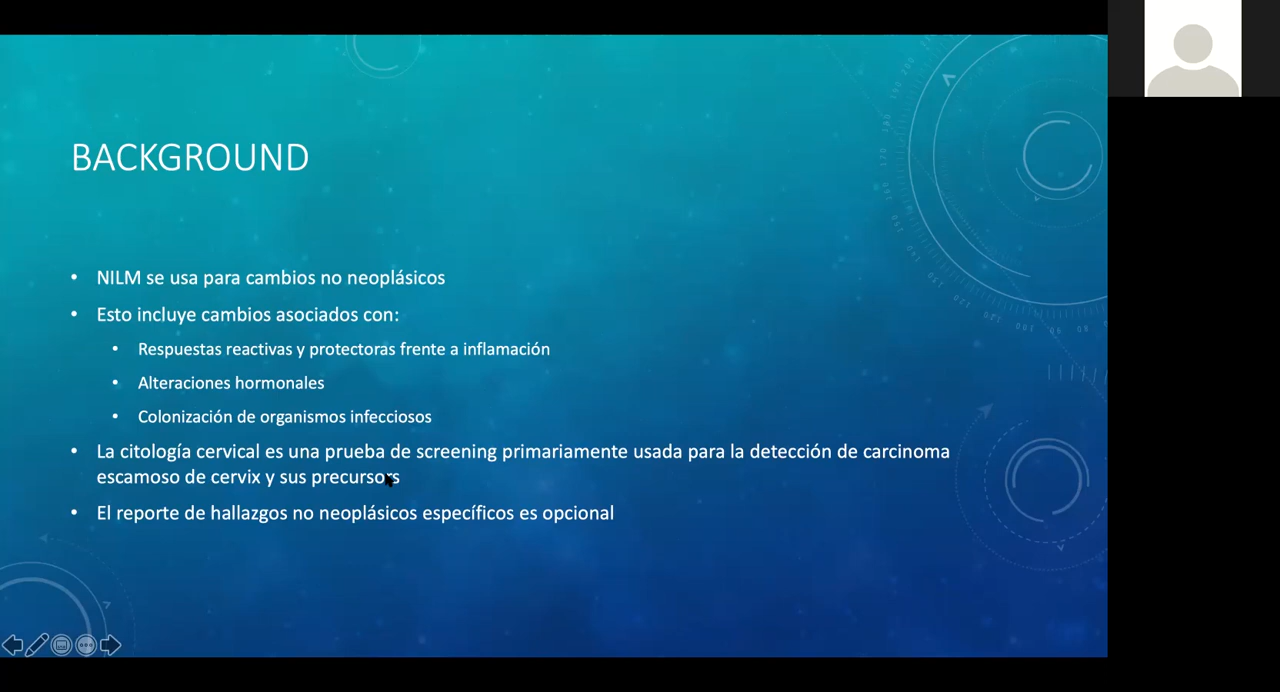 BACKGROUND
• NILM se usa para cambios no neoplásicos
• Esto incluye cambios asociados con:
• Respuestas reactivas y protectoras frente a inflamación
• Alteraciones hormonales
• Colonización de organismos infecciosos
• La citología cervical es una prueba de screening primariamente usada para la detección de carcinoma
escamoso de cervix y sus precursors
• El reporte de hallazgos no neoplásicos específicos es opcional